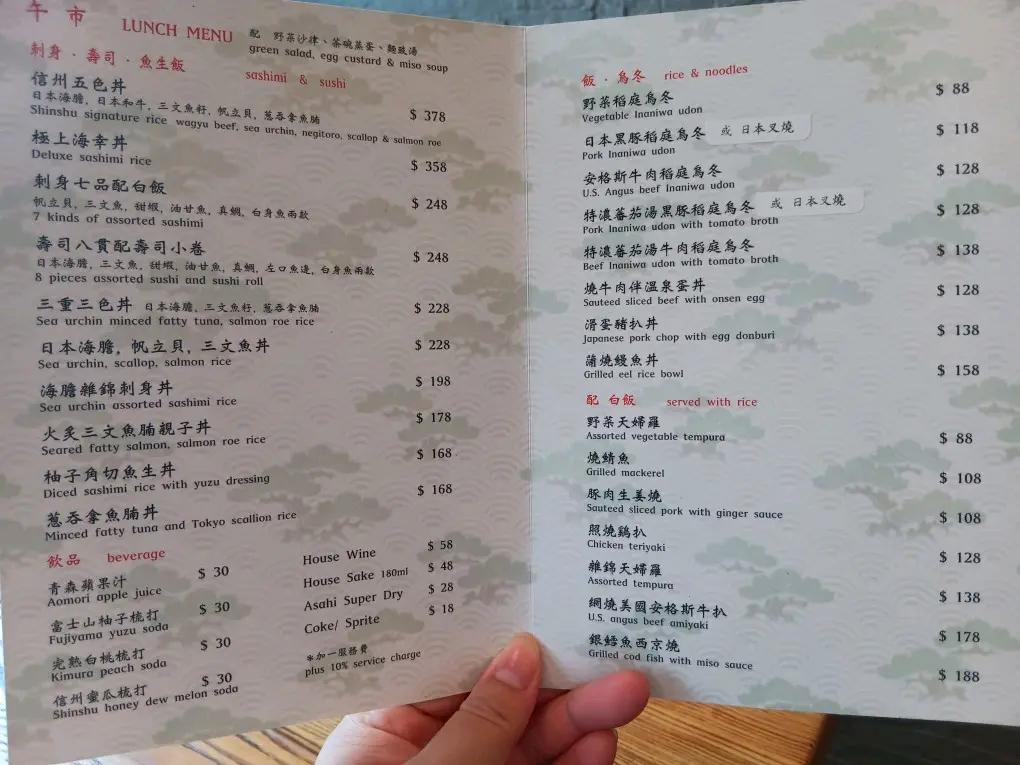 午市 LUNCH MENU
配 野菜沙律、茶碗蒸蛋、麵豉湯
green salad, egg custard & miso soup
刺身．壽司．魚生飯 sashimi & sushi
信州五色丼
日本海膽, 日本和牛, 三文魚籽, 帆立貝, 葱吞拿魚腩
Shinshu signature rice wagyu beef, sea urchin, negitoro, scallop & salmon roe $ 378
極上海幸丼
Deluxe sashimi rice $ 358
刺身七品配白飯
帆立貝, 三文魚, 甜蝦, 油甘魚, 真鯛, 白身魚兩款 $ 248
7 kinds of assorted sashimi
壽司八貫配壽司小卷
日本海膽, 三文魚, 甜蝦, 油甘魚, 真鯛, 左口魚邊, 白身魚兩款 $ 248
8 pieces assorted sushi and sushi roll
三重三色丼 日本海膽, 三文魚籽, 葱吞拿魚腩 $ 228
Sea urchin minced fatty tuna, salmon roe rice
日本海膽, 帆立貝, 三文魚丼 $ 228
Sea urchin, scallop, salmon rice
海膽雜錦刺身丼 $ 198
Sea urchin assorted sashimi rice
火炙三文魚腩親子丼 $ 178
Seared fatty salmon, salmon roe rice
柚子角切魚生丼 $ 168
Diced sashimi rice with yuzu dressing
葱吞拿魚腩丼 $ 168
Minced fatty tuna and Tokyo scallion rice
飲品 beverage
青森蘋果汁 $ 30
Aomori apple juice
富士山柚子梳打 $ 30
Fujiyama yuzu soda
完熟白桃梳打 $ 30
Kimura peach soda
信州蜜瓜梳打 $ 30
Shinshu honey dew melon soda
House Wine $ 58
House Sake 180ml $ 48
Asahi Super Dry $ 28
Coke/ Sprite $ 18
*加一服務費
plus 10% service charge
飯．烏冬 rice & noodles
野菜稻庭烏冬 $ 88
Vegetable Inaniwa udon
日本黑豚稻庭烏冬 或 日本叉燒 $ 118
Pork Inaniwa udon
安格斯牛肉稻庭烏冬 $ 128
U.S. Angus beef Inaniwa udon
特濃蕃茄湯黑豚稻庭烏冬 或 日本叉燒 $ 128
Pork Inaniwa udon with tomato broth
特濃蕃茄湯牛肉稻庭烏冬 $ 138
Beef Inaniwa udon with tomato broth
燒牛肉伴溫泉蛋丼 $ 128
Sauteed sliced beef with onsen egg
滑蛋豬扒丼 $ 138
Japanese pork chop with egg donburi
蒲燒鰻魚丼 $ 158
Grilled eel rice bowl
配 白飯 served with rice
野菜天婦羅
Assorted vegetable tempura $ 88
燒鯖魚
Grilled mackerel $ 108
豚肉生姜燒
Sauteed sliced pork with ginger sauce $ 108
照燒鷄扒
Chicken teriyaki $ 128
雜錦天婦羅
Assorted tempura $ 138
網燒美國安格斯牛扒
U.S. angus beef amiyaki $ 178
銀鱈魚西京燒
Grilled cod fish with miso sauce $ 188